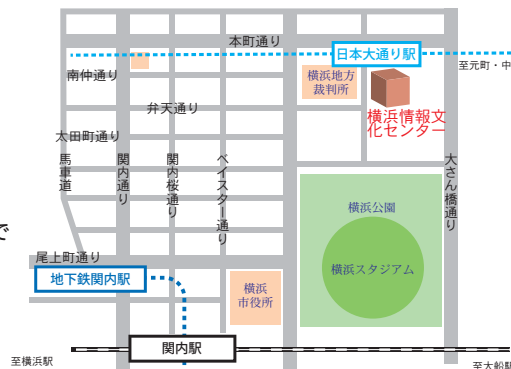 本町通り
日本大通り駅
至元町・中
南仲通り
横浜地方
裁判所
弁天通り
横浜情報文
化センター
太田町通り
馬車道
関内通り
関内桜通り
ベイスター通り
大さん橋通り
横浜公園
で
尾上町通り
横浜スタジアム
地下鉄関内駅
横浜
市役所
関内駅
至横浜駅
至大船駅